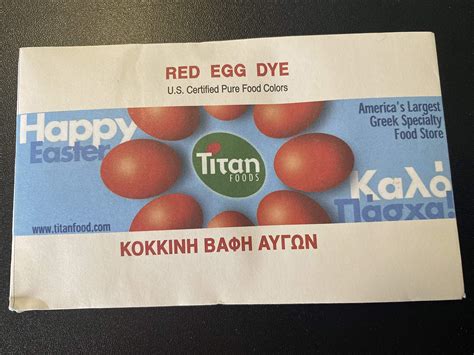 RED EGG DYE
U.S. Certified Pure Food Colors
Happy
Easter
America's Largest
Greek Specialty
Food Store
Titan
FOODS
Καλό
Πάσχα!
www.titanfood.com
ΚΟΚΚΙΝΗ ΒΑΦΗ ΑΥΓΩΝ